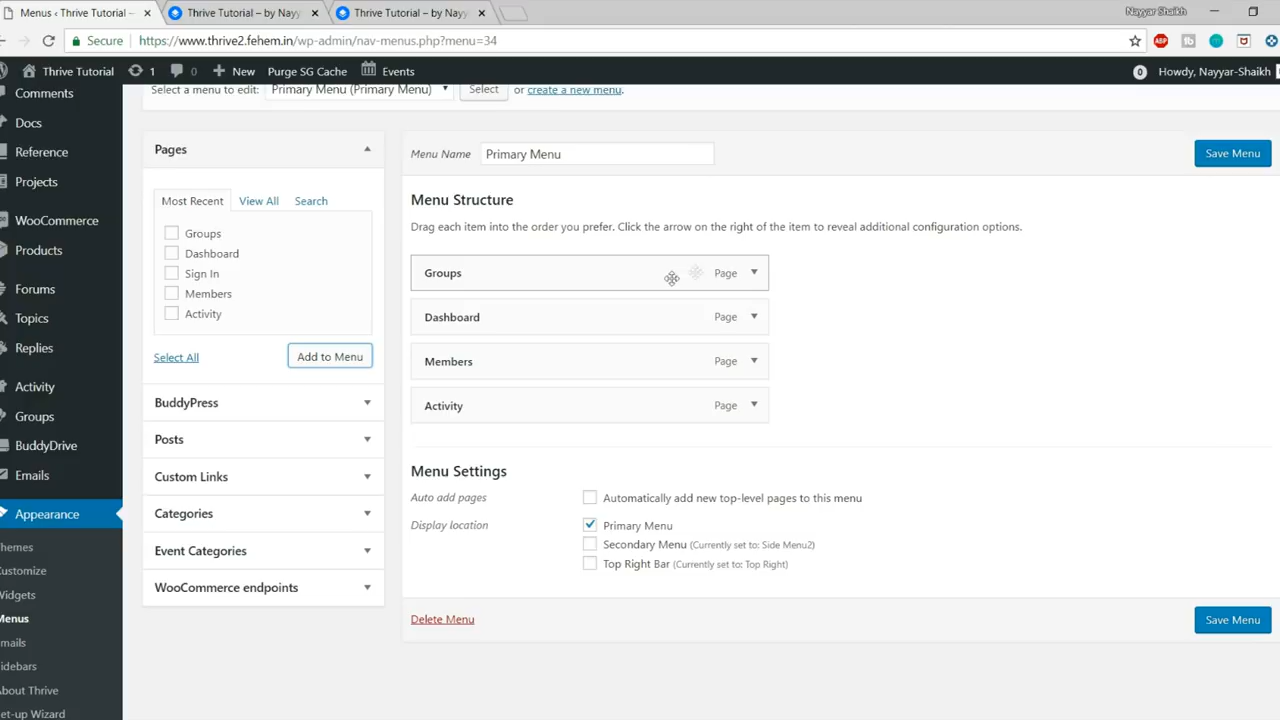 Menus ‹ Thrive Tutorial –
Thrive Tutorial – by Nayy
Thrive Tutorial – by Nayy
Nayyar Shaikh
Secure
https://www.thrive2.fehem.in/wp-admin/nav-menus.php?menu=34
ABP
Thrive Tutorial
1
0
New
Purge SG Cache
Events
0
Howdy, Nayyar-Shaikh
Comments
Docs
Reference
Projects
WooCommerce
Products
Forums
Topics
Replies
Activity
Groups
BuddyDrive
Emails
Appearance
Themes
Customize
Widgets
Menus
Emails
Sidebars
About Thrive
Set-up Wizard
Select a menu to edit:
Primary Menu (Primary Menu)
Select
or create a new menu.
Pages
Most Recent
View All
Search
Groups
Dashboard
Sign In
Members
Activity
Select All
Add to Menu
BuddyPress
Posts
Custom Links
Categories
Event Categories
WooCommerce endpoints
Menu Name
Primary Menu
Save Menu
Menu Structure
Drag each item into the order you prefer. Click the arrow on the right of the item to reveal additional configuration options.
Groups
Page
Dashboard
Page
Members
Page
Activity
Page
Menu Settings
Auto add pages
Automatically add new top-level pages to this menu
Display location
Primary Menu
Secondary Menu (Currently set to: Side Menu2)
Top Right Bar (Currently set to: Top Right)
Delete Menu
Save Menu